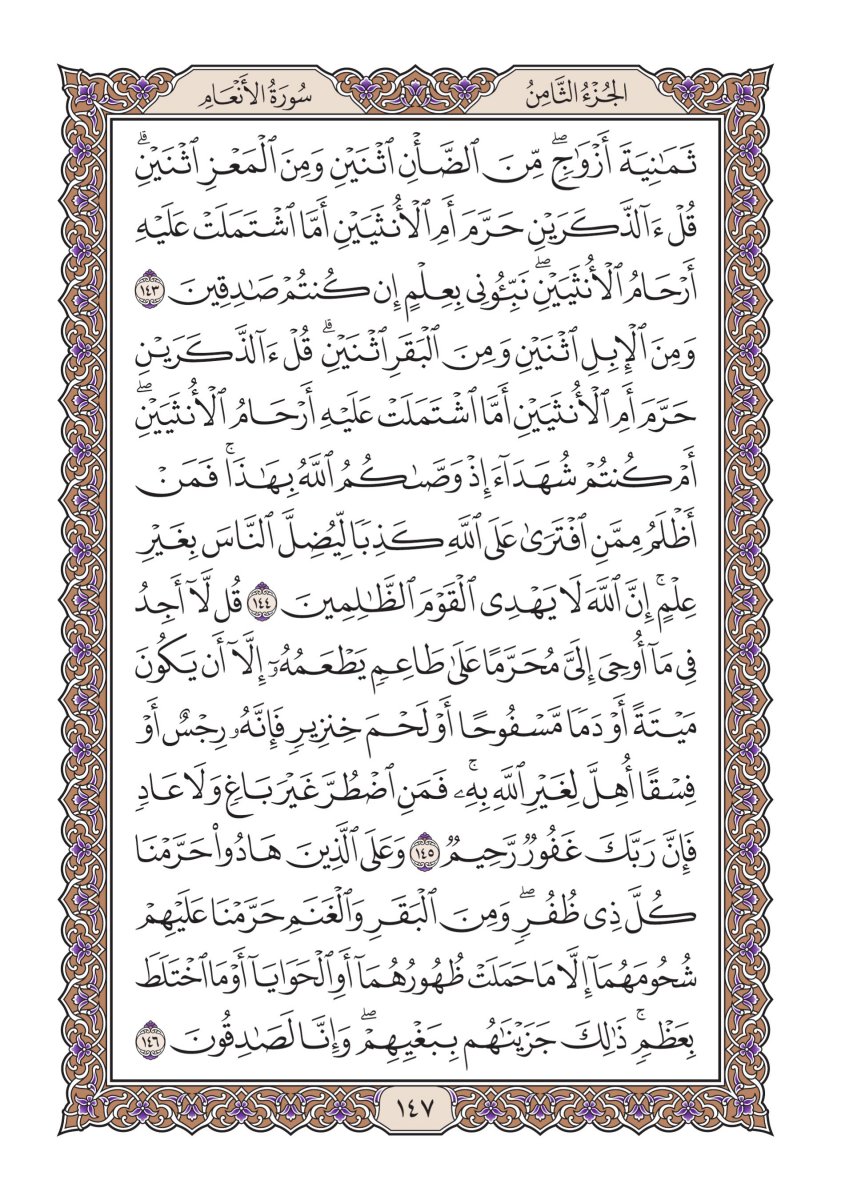 الجُزْءُ الثَّامِنُ
سُورَةُ الأَنْعَامِ
ثَمَٰنِيَةَ أَزْوَٰجٖۖ مِّنَ ٱلضَّأۡنِ ٱثۡنَيۡنِ وَمِنَ ٱلۡمَعۡزِ ٱثۡنَيۡنِۗ
قُلۡ ءَآلذَّكَرَيۡنِ حَرَّمَ أَمِ ٱلۡأُنثَيَيۡنِ أَمَّا ٱشۡتَمَلَتۡ عَلَيۡهِ
أَرۡحَامُ ٱلۡأُنثَيَيۡنِۖ نَبِّـُٔونِي بِعِلۡمٍ إِن كُنتُمۡ صَٰدِقِينَ ١٤٣
وَمِنَ ٱلۡإِبِلِ ٱثۡنَيۡنِ وَمِنَ ٱلۡبَقَرِ ٱثۡنَيۡنِۗ قُلۡ ءَآلذَّكَرَيۡنِ
حَرَّمَ أَمِ ٱلۡأُنثَيَيۡنِ أَمَّا ٱشۡتَمَلَتۡ عَلَيۡهِ أَرۡحَامُ ٱلۡأُنثَيَيۡنِۖ
أَمۡ كُنتُمۡ شُهَدَآءَ إِذۡ وَصَّىٰكُمُ ٱللَّهُ بِهَٰذَاۚ فَمَنۡ
أَظۡلَمُ مِمَّنِ ٱفۡتَرَىٰ عَلَى ٱللَّهِ كَذِبٗا لِّيُضِلَّ ٱلنَّاسَ بِغَيۡرِ
عِلۡمٍۚ إِنَّ ٱللَّهَ لَا يَهۡدِي ٱلۡقَوۡمَ ٱلظَّٰلِمِينَ ١٤٤ قُل لَّآ أَجِدُ
فِي مَآ أُوحِيَ إِلَيَّ مُحَرَّمًا عَلَىٰ طَاعِمٖ يَطۡعَمُهُۥٓ إِلَّآ أَن يَكُونَ
مَيۡتَةً أَوۡ دَمٗا مَّسۡفُوحًا أَوۡ لَحۡمَ خِنزِيرٖ فَإِنَّهُۥ رِجۡسٌ أَوۡ
فِسۡقًا أُهِلَّ لِغَيۡرِ ٱللَّهِ بِهِۦۚ فَمَنِ ٱضۡطُرَّ غَيۡرَ بَاغٖ وَلَا عَادٖ
فَإِنَّ رَبَّكَ غَفُورٞ رَّحِيمٞ ١٤٥ وَعَلَى ٱلَّذِينَ هَادُواْ حَرَّمۡنَا
كُلَّ ذِي ظُفُرٖۖ وَمِنَ ٱلۡبَقَرِ وَٱلۡغَنَمِ حَرَّمۡنَا عَلَيۡهِمۡ
شُحُومَهُمَآ إِلَّا مَا حَمَلَتۡ ظُهُورُهُمَآ أَوِ ٱلۡحَوَايَآ أَوۡ مَا ٱخۡتَلَطَ
بِعَظۡمٖۚ ذَٰلِكَ جَزَيۡنَٰهُم بِبَغۡيِهِمۡۖ وَإِنَّا لَصَٰدِقُونَ ١٤٦
١٤٧